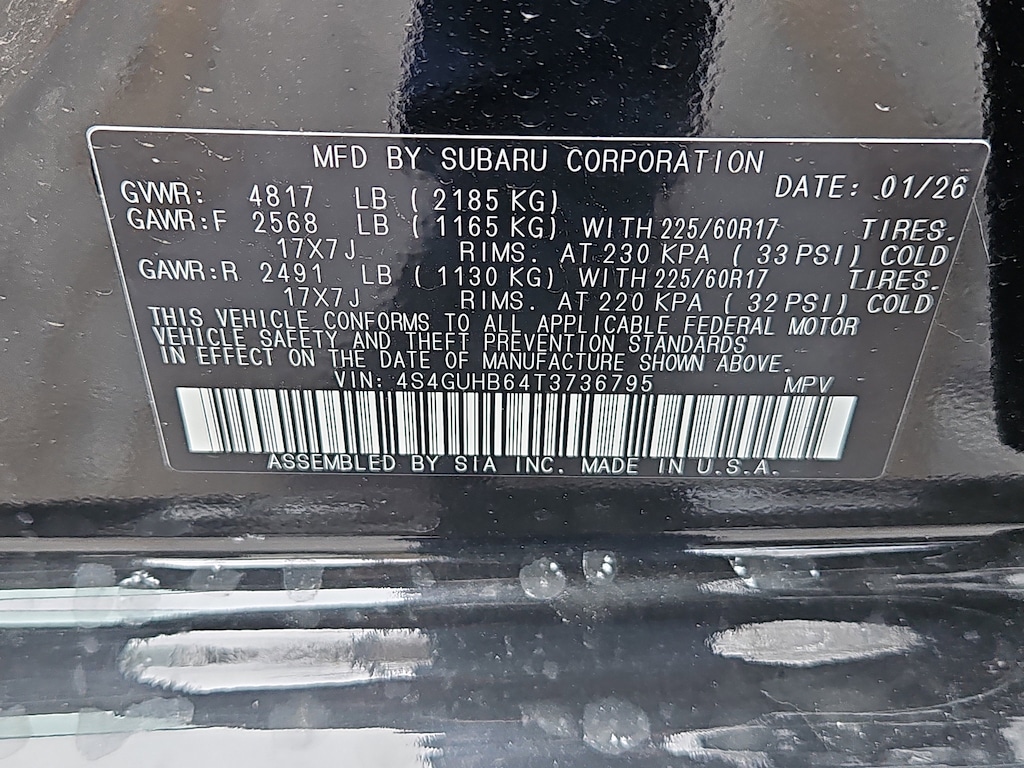 MFD BY SUBARU CORPORATION
DATE: 01/26
GVWR: 4817 LB ( 2185 KG)
GAWR:F 2568 LB ( 1165 KG) WITH 225/60R17 TIRES.
17X7J RIMS. AT 230 KPA ( 33 PSI) COLD
GAWR:R 2491 LB ( 1130 KG) WITH 225/60R17 TIRES.
17X7J RIMS. AT 220 KPA ( 32 PSI) COLD
THIS VEHICLE CONFORMS TO ALL APPLICABLE FEDERAL MOTOR
VEHICLE SAFETY AND THEFT PREVENTION STANDARDS
IN EFFECT ON THE DATE OF MANUFACTURE SHOWN ABOVE.
VIN: 4S4GUHB64T3736795 MPV
ASSEMBLED BY SIA INC. MADE IN U.S.A.